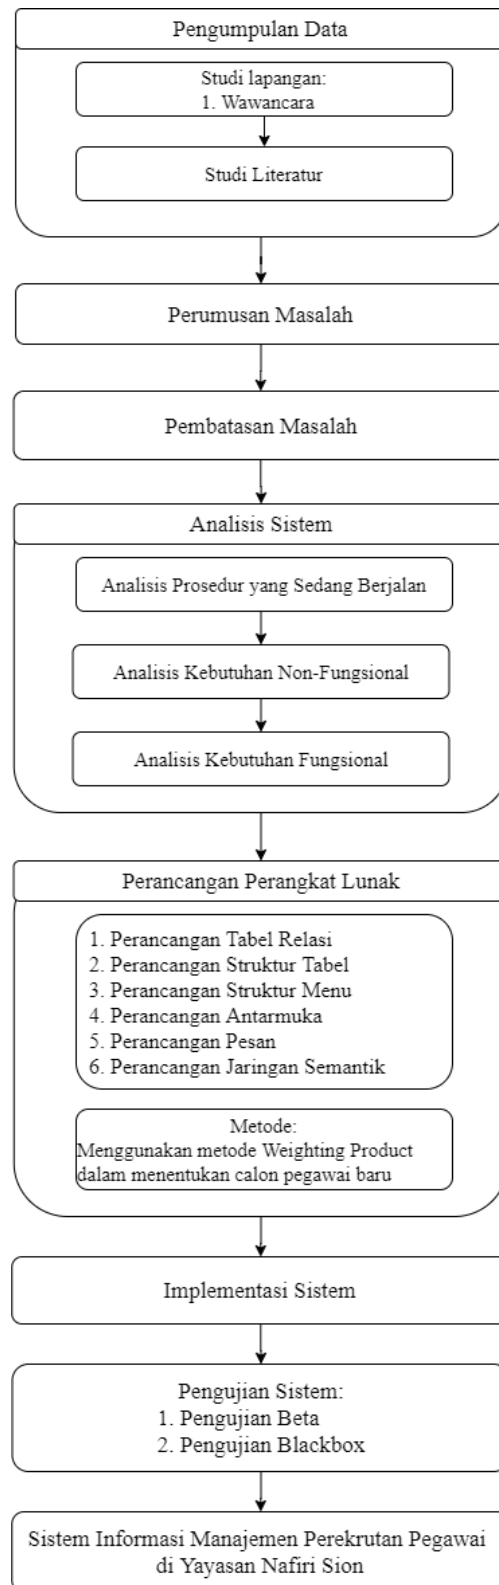 Pengumpulan Data
Studi lapangan:
1. Wawancara
Studi Literatur
Perumusan Masalah
Pembatasan Masalah
Analisis Sistem
Analisis Prosedur yang Sedang Berjalan
Analisis Kebutuhan Non-Fungsional
Analisis Kebutuhan Fungsional
Perancangan Perangkat Lunak
1. Perancangan Tabel Relasi
2. Perancangan Struktur Tabel
3. Perancangan Struktur Menu
4. Perancangan Antarmuka
5. Perancangan Pesan
6. Perancangan Jaringan Semantik
Metode:
Menggunakan metode Weighting Product
dalam menentukan calon pegawai baru
Implementasi Sistem
Pengujian Sistem:
1. Pengujian Beta
2. Pengujian Blackbox
Sistem Informasi Manajemen Perekrutan Pegawai
di Yayasan Nafiri Sion